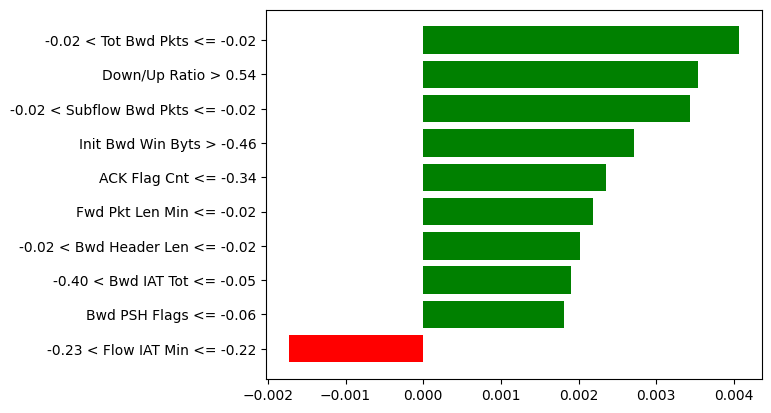 -0.02 < Tot Bwd Pkts <= -0.02
Down/Up Ratio > 0.54
-0.02 < Subflow Bwd Pkts <= -0.02
Init Bwd Win Byts > -0.46
ACK Flag Cnt <= -0.34
Fwd Pkt Len Min <= -0.02
-0.02 < Bwd Header Len <= -0.02
-0.40 < Bwd IAT Tot <= -0.05
Bwd PSH Flags <= -0.06
-0.23 < Flow IAT Min <= -0.22
−0.002 −0.001 0.000 0.001 0.002 0.003 0.004